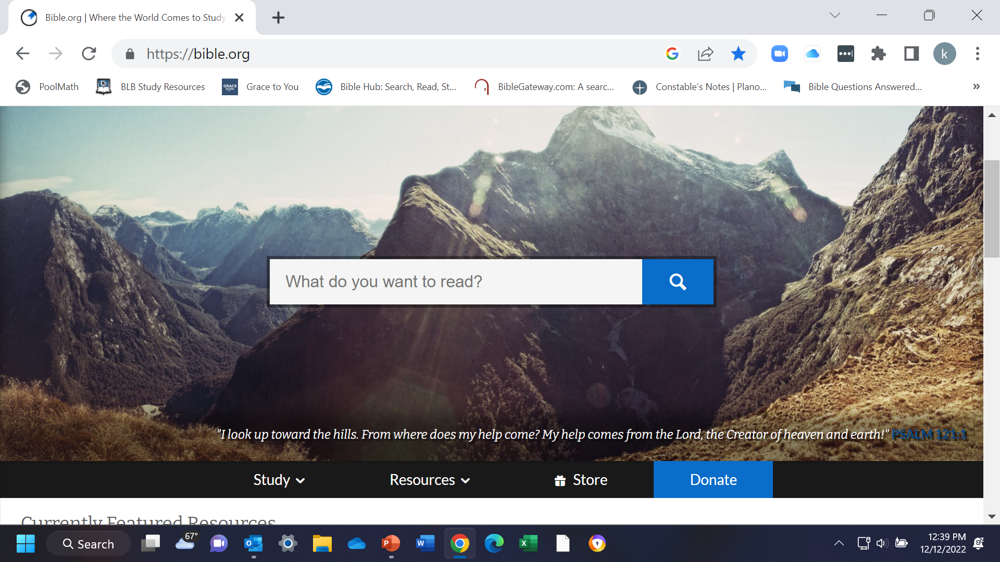 Bible.org | Where the World Comes to Study
https://bible.org
k
PoolMath
BLB Study Resources
GRACE to You
Grace to You
Bible Hub: Search, Read, St...
BibleGateway.com: A searc...
Constable's Notes | Plano...
Bible Questions Answered...
What do you want to read?
"I look up toward the hills. From where does my help come? My help comes from the Lord, the Creator of heaven and earth!" PSALM 121:1
Study
Resources
Store
Donate
Currently Featured Resources
Search
67°
12:39 PM
12/12/2022